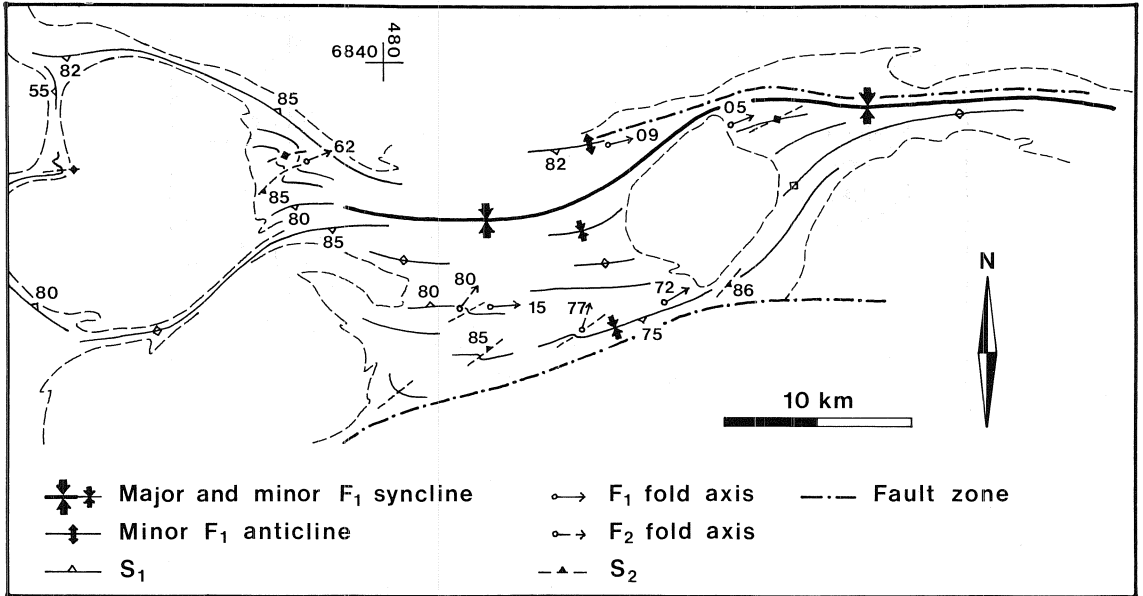 480
6840
82
55
85
62
05
09
82
85
80
85
80
80
80
15
72
77
86
75
85
N
10 km
Major and minor F₁ syncline
F₁ fold axis
Fault zone
Minor F₁ anticline
F₂ fold axis
S₁
S₂